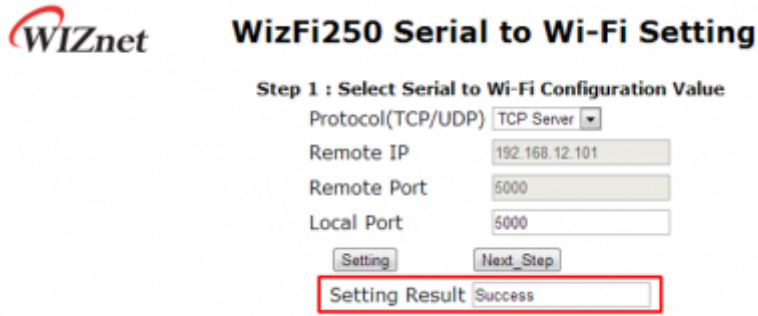 WIZnet
WizFi250 Serial to Wi-Fi Setting
Step 1 : Select Serial to Wi-Fi Configuration Value
Protocol(TCP/UDP) TCP Server
Remote IP 192.168.12.101
Remote Port 5000
Local Port 5000
Setting Next_Step
Setting Result Success